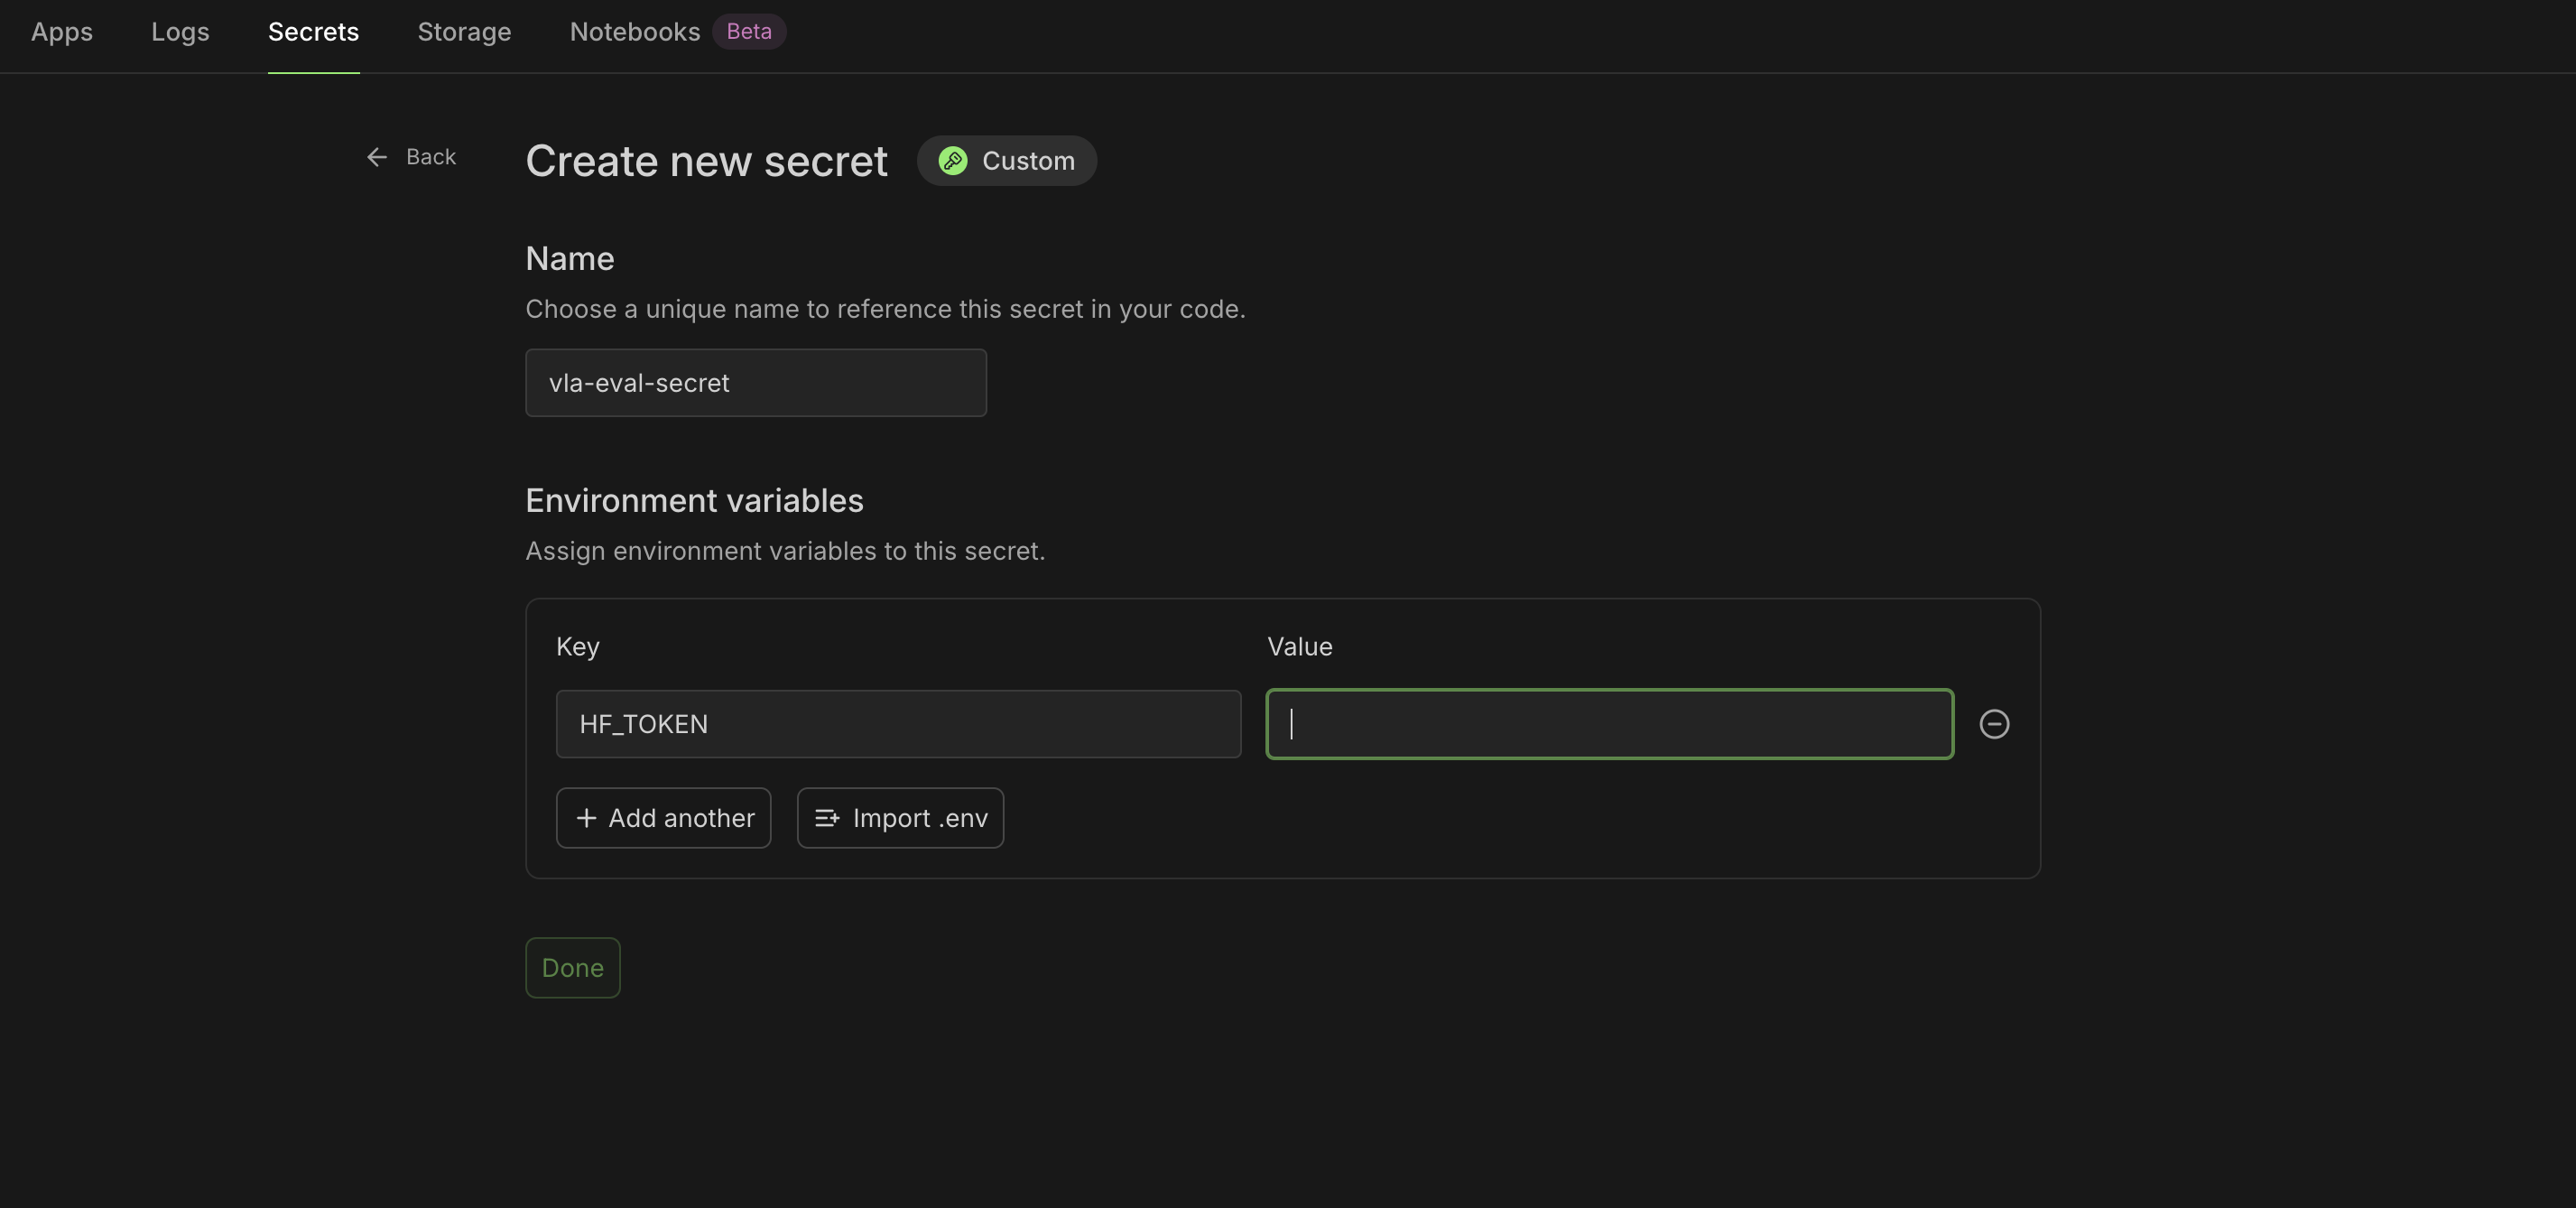 Apps Logs Secrets Storage Notebooks Beta
Back
Create new secret Custom
Name
Choose a unique name to reference this secret in your code.
vla-eval-secret
Environment variables
Assign environment variables to this secret.
Key Value
HF_TOKEN
Add another Import .env
Done